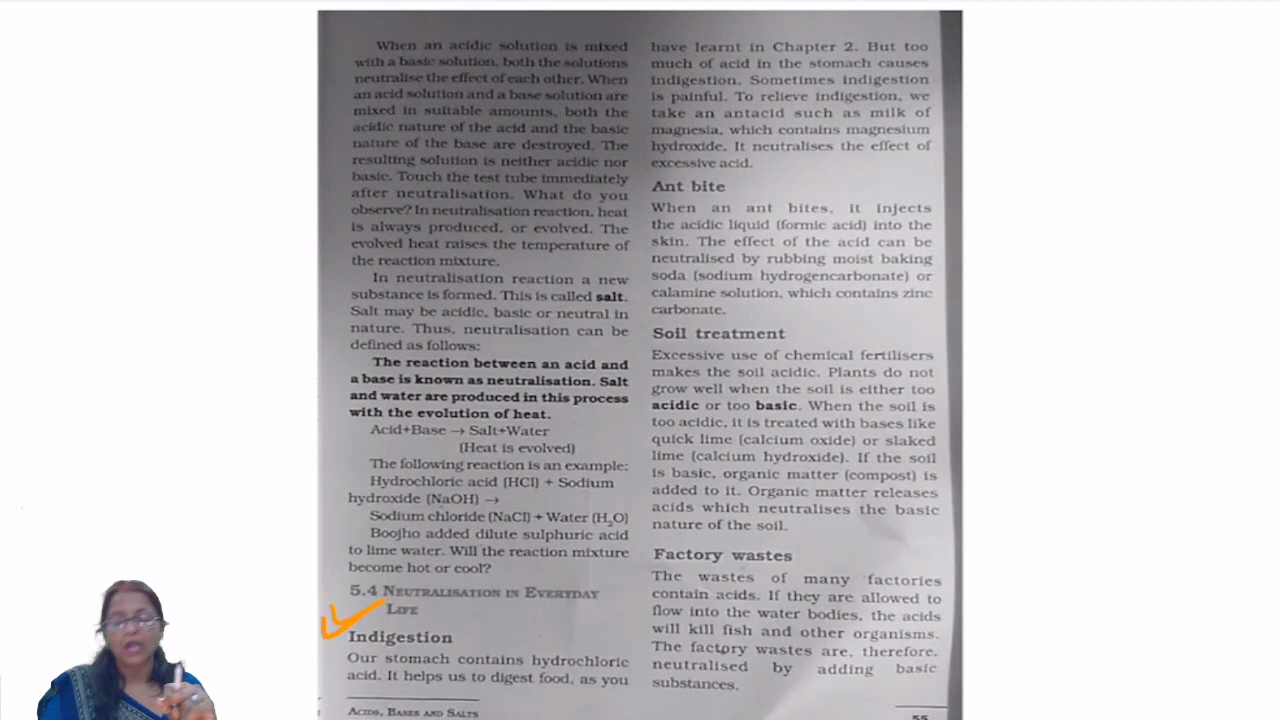 When an acidic solution is mixed
with a basic solution, both the solutions
neutralise the effect of each other. When
an acid solution and a base solution are
mixed in suitable amounts, both the
acidic nature of the acid and the basic
nature of the base are destroyed. The
resulting solution is neither acidic nor
basic. Touch the test tube immediately
after neutralisation. What do you
observe? In neutralisation reaction, heat
is always produced, or evolved. The
evolved heat raises the temperature of
the reaction mixture.
In neutralisation reaction a new
substance is formed. This is called salt.
Salt may be acidic, basic or neutral in
nature. Thus, neutralisation can be
defined as follows:
The reaction between an acid and
a base is known as neutralisation. Salt
and water are produced in this process
with the evolution of heat.
Acid+Base → Salt+Water
(Heat is evolved)
The following reaction is an example:
Hydrochloric acid (HCl) + Sodium
hydroxide (NaOH) →
Sodium chloride (NaCl) + Water (H₂O)
Boojho added dilute sulphuric acid
to lime water. Will the reaction mixture
become hot or cool?
5.4 NEUTRALISATION IN EVERYDAY
LIFE
Indigestion
Our stomach contains hydrochloric
acid. It helps us to digest food, as you
ACIDS, BASES AND SALTS
have learnt in Chapter 2. But too
much of acid in the stomach causes
indigestion. Sometimes indigestion
is painful. To relieve indigestion, we
take an antacid such as milk of
magnesia, which contains magnesium
hydroxide. It neutralises the effect of
excessive acid.
Ant bite
When an ant bites, it injects
the acidic liquid (formic acid) into the
skin. The effect of the acid can be
neutralised by rubbing moist baking
soda (sodium hydrogencarbonate) or
calamine solution, which contains zinc
carbonate.
Soil treatment
Excessive use of chemical fertilisers
makes the soil acidic. Plants do not
grow well when the soil is either too
acidic or too basic. When the soil is
too acidic, it is treated with bases like
quick lime (calcium oxide) or slaked
lime (calcium hydroxide). If the soil
is basic, organic matter (compost) is
added to it. Organic matter releases
acids which neutralises the basic
nature of the soil.
Factory wastes
The wastes of many factories
contain acids. If they are allowed to
flow into the water bodies, the acids
will kill fish and other organisms.
The factory wastes are, therefore,
neutralised by adding basic
substances.